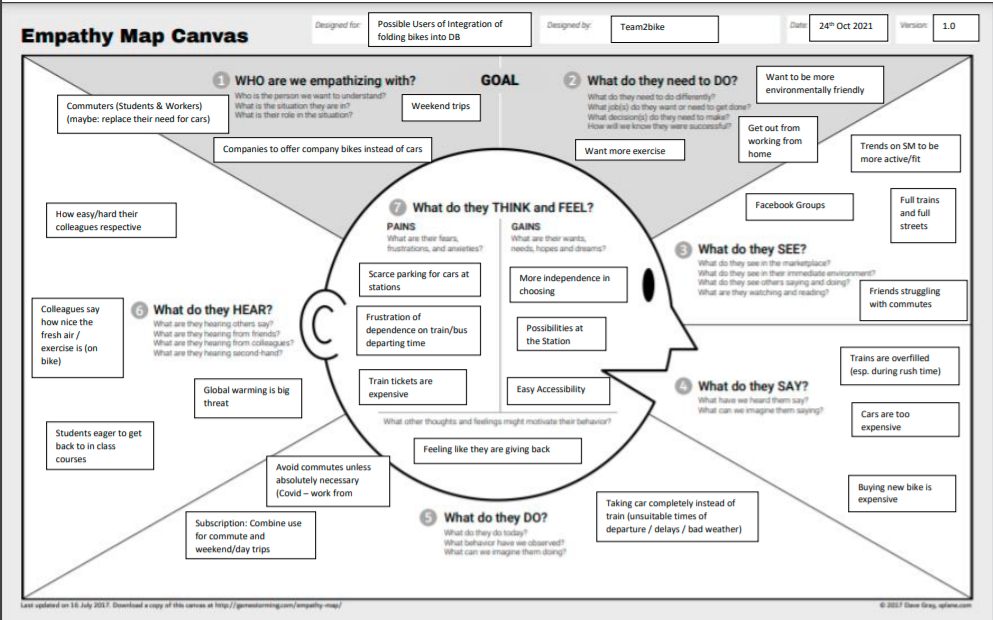 Empathy Map Canvas
Designed for:
Possible Users of Integration of
folding bikes into DB
Designed by:
Team2bike
Date:
24th Oct 2021
Version:
1.0
1 WHO are we empathizing with?
Who is the person we want to understand?
What is the situation they are in?
What is their role in the situation?
Commuters (Students & Workers)
(maybe: replace their need for cars)
Weekend trips
Companies to offer company bikes instead of cars
GOAL
2 What do they need to DO?
What do they need to do differently?
What job(s) do they want or need to get done?
What decision(s) do they need to make?
How will we know they were successful?
Want to be more
environmentally friendly
Get out from
working from
home
Want more exercise
Trends on SM to be
more active/fit
Facebook Groups
Full trains
and full
streets
3 What do they SEE?
What do they see in the marketplace?
What do they see in their immediate environment?
What do they see others saying and doing?
What are they watching and reading?
Friends struggling
with commutes
4 What do they SAY?
What have we heard them say?
What can we imagine them saying?
Trains are overfilled
(esp. during rush time)
Cars are too
expensive
Buying new bike is
expensive
5 What do they DO?
What do they do today?
What behavior have we observed?
What can we imagine them doing?
Taking car completely instead of
train (unsuitable times of
departure / delays / bad weather)
Avoid commutes unless
absolutely necessary
(Covid – work from
Subscription: Combine use
for commute and
weekend/day trips
6 What do they HEAR?
What are they hearing others say?
What are they hearing from friends?
What are they hearing from colleagues?
What are they hearing second-hand?
How easy/hard their
colleagues respective
Colleagues say
how nice the
fresh air /
exercise is (on
bike)
Global warming is big
threat
Students eager to get
back to in class
courses
7 What do they THINK and FEEL?
PAINS
What are their fears,
frustrations, and anxieties?
Scarce parking for cars at
stations
Frustration of
dependence on train/bus
departing time
Train tickets are
expensive
GAINS
What are their wants,
needs, hopes and dreams?
More independence in
choosing
Possibilities at
the Station
Easy Accessibility
What other thoughts and feelings might motivate their behavior?
Feeling like they are giving back
Last updated on 16 July 2017. Download a copy of this canvas at http://gamestorming.com/empathy-map/
© 2017 Dave Gray, xplane.com